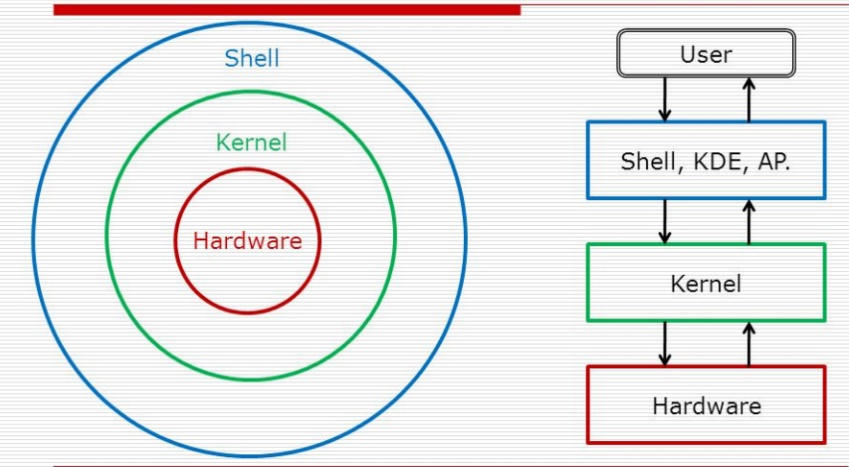 Shell
Kernel
Hardware
User
Shell, KDE, AP.
Kernel
Hardware